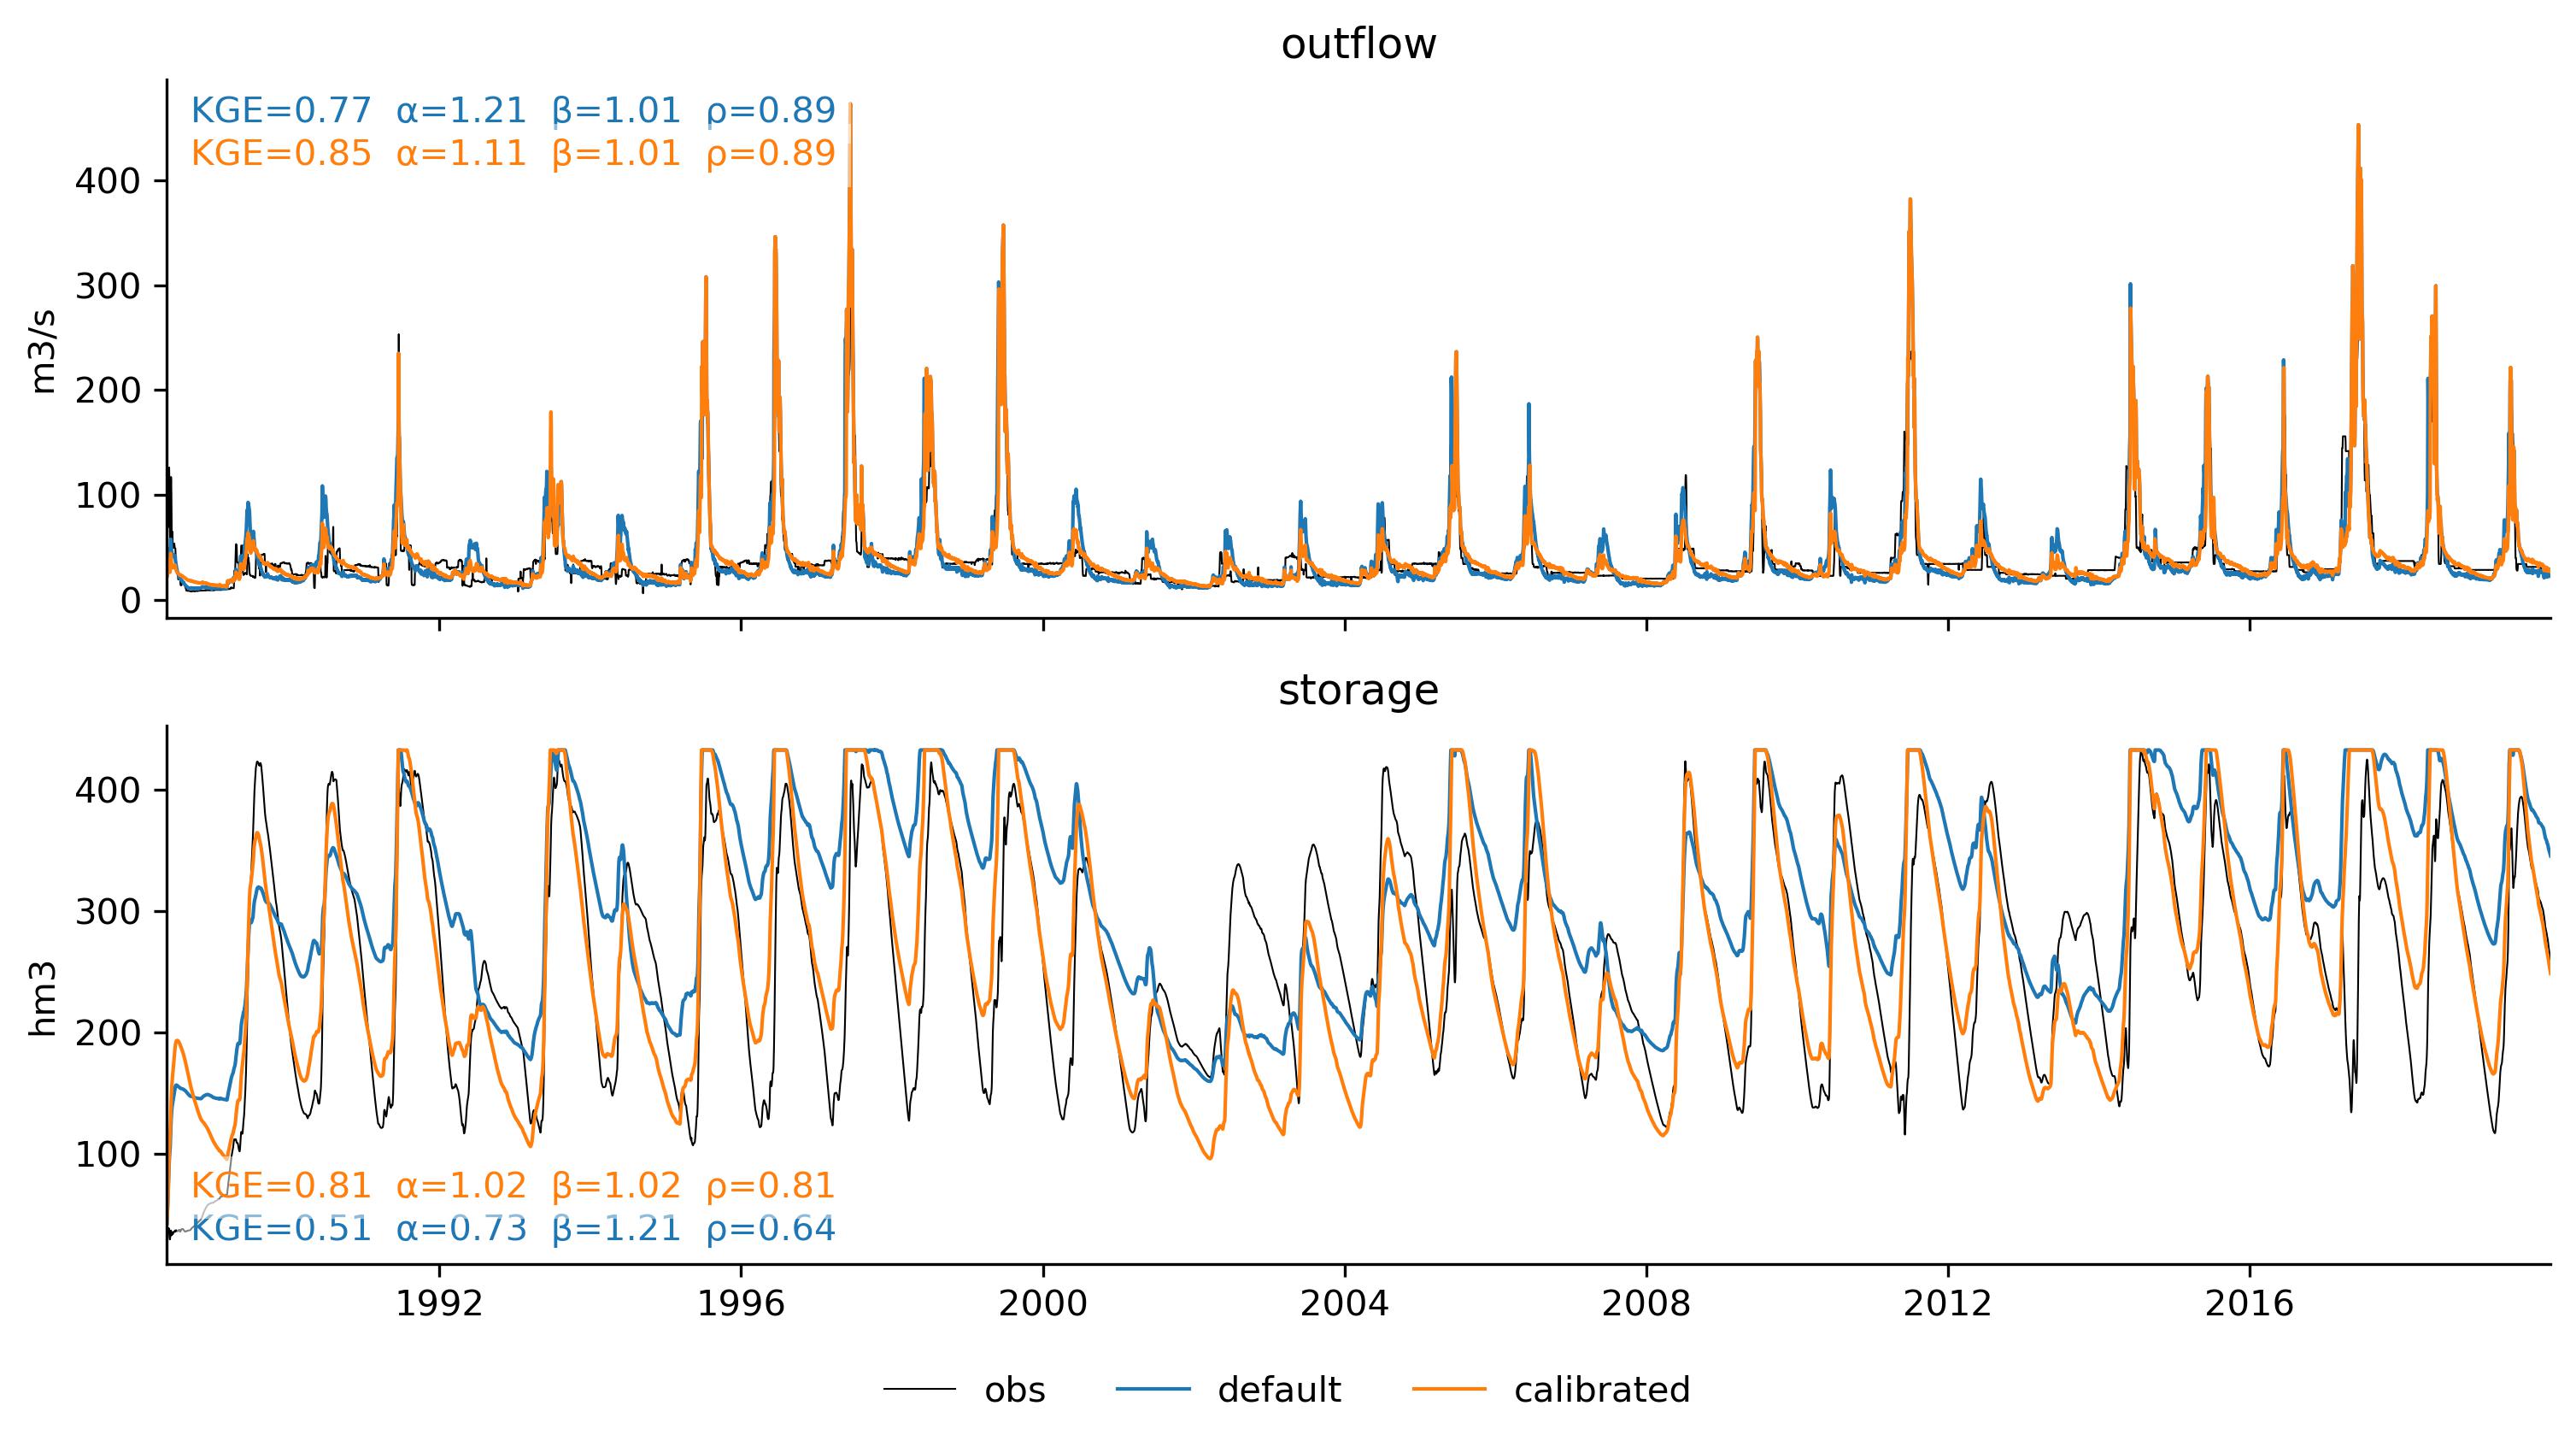 outflow
KGE=0.77 α=1.21 β=1.01 ρ=0.89
KGE=0.85 α=1.11 β=1.01 ρ=0.89
m3/s
400
300
200
100
0
storage
hm3
400
300
200
100
KGE=0.81 α=1.02 β=1.02 ρ=0.81
KGE=0.51 α=0.73 β=1.21 ρ=0.64
1992 1996 2000 2004 2008 2012 2016
obs default calibrated